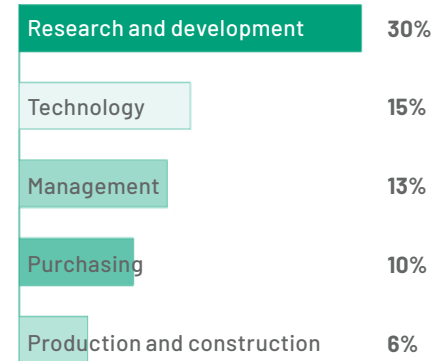 Research and development 30%
Technology 15%
Management 13%
Purchasing 10%
Production and construction 6%